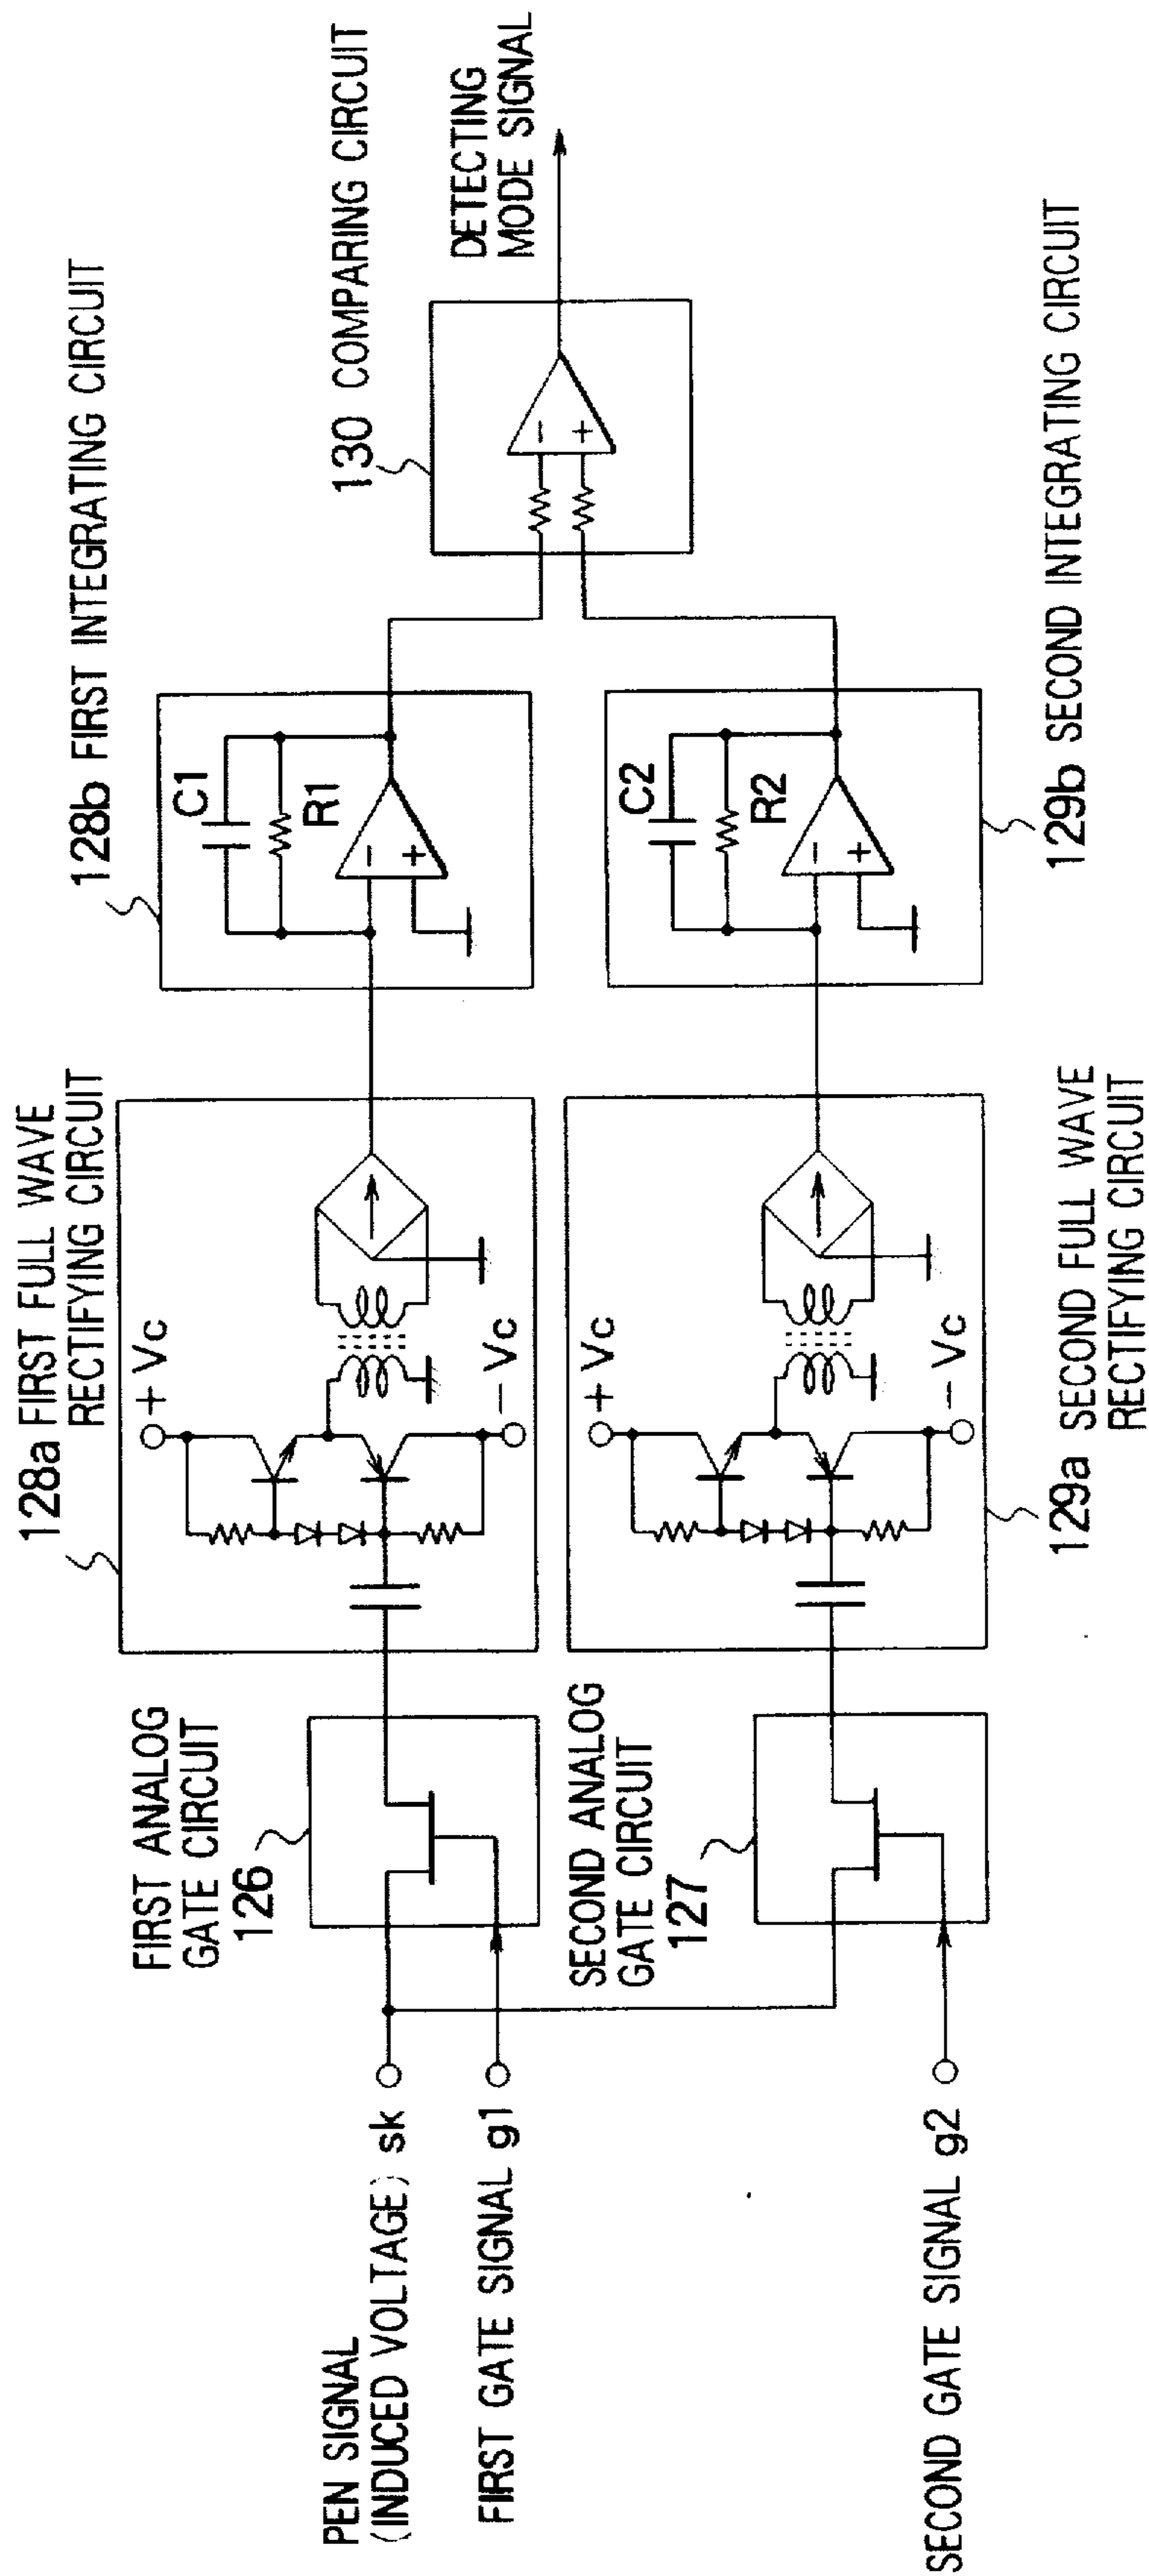 128a FIRST FULL WAVE
RECTIFYING CIRCUIT
128b FIRST INTEGRATING CIRCUIT
130 COMPARING CIRCUIT
DETECTING
MODE SIGNAL
FIRST ANALOG
GATE CIRCUIT
126
+Vc
−Vc
C1
R1
−
+
−
+
PEN SIGNAL
(INDUCED VOLTAGE) sk
FIRST GATE SIGNAL g1
SECOND ANALOG
GATE CIRCUIT
127
+Vc
−Vc
C2
R2
−
+
SECOND GATE SIGNAL g2
129a SECOND FULL WAVE
RECTIFYING CIRCUIT
129b SECOND INTEGRATING CIRCUIT